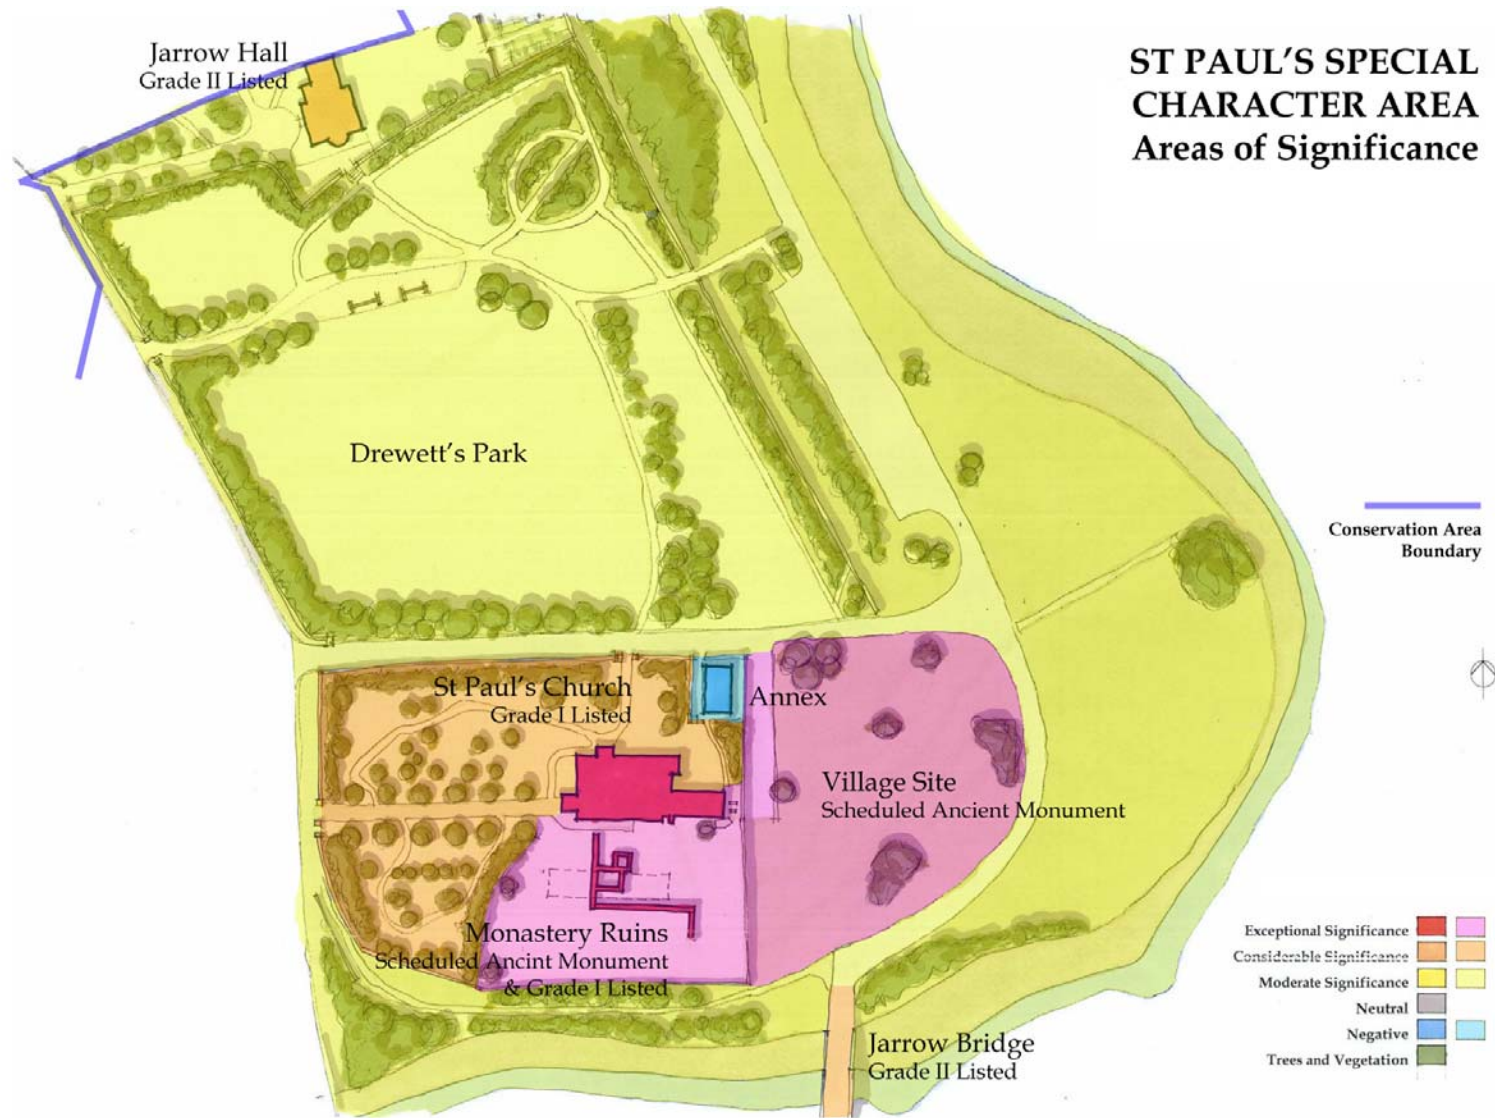 ST PAUL'S SPECIAL
CHARACTER AREA
Areas of Significance
Jarrow Hall
Grade II Listed
Drewett's Park
Conservation Area
Boundary
St Paul's Church
Grade I Listed
Annex
Village Site
Scheduled Ancient Monument
Monastery Ruins
Scheduled Ancint Monument
& Grade I Listed
Jarrow Bridge
Grade II Listed
Exceptional Significance
Considerable Significance
Moderate Significance
Neutral
Negative
Trees and Vegetation